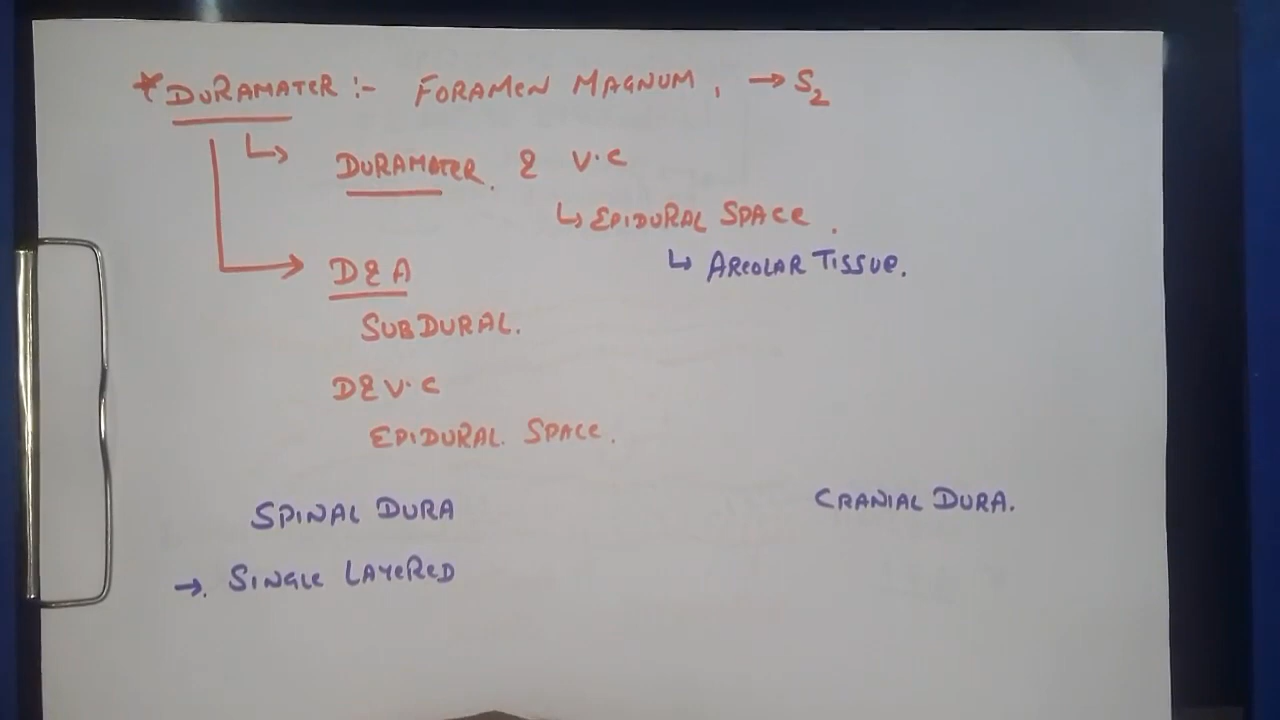 * DURAMATER :- FORAMEN MAGNUM, → S2
↳ DURAMATER & V.C
↳ EPIDURAL SPACE.
↳ AREOLAR TISSUE.
→ D & A
SUBDURAL.
D & V.C
EPIDURAL SPACE.
SPINAL DURA CRANIAL DURA.
→ SINGLE LAYERED